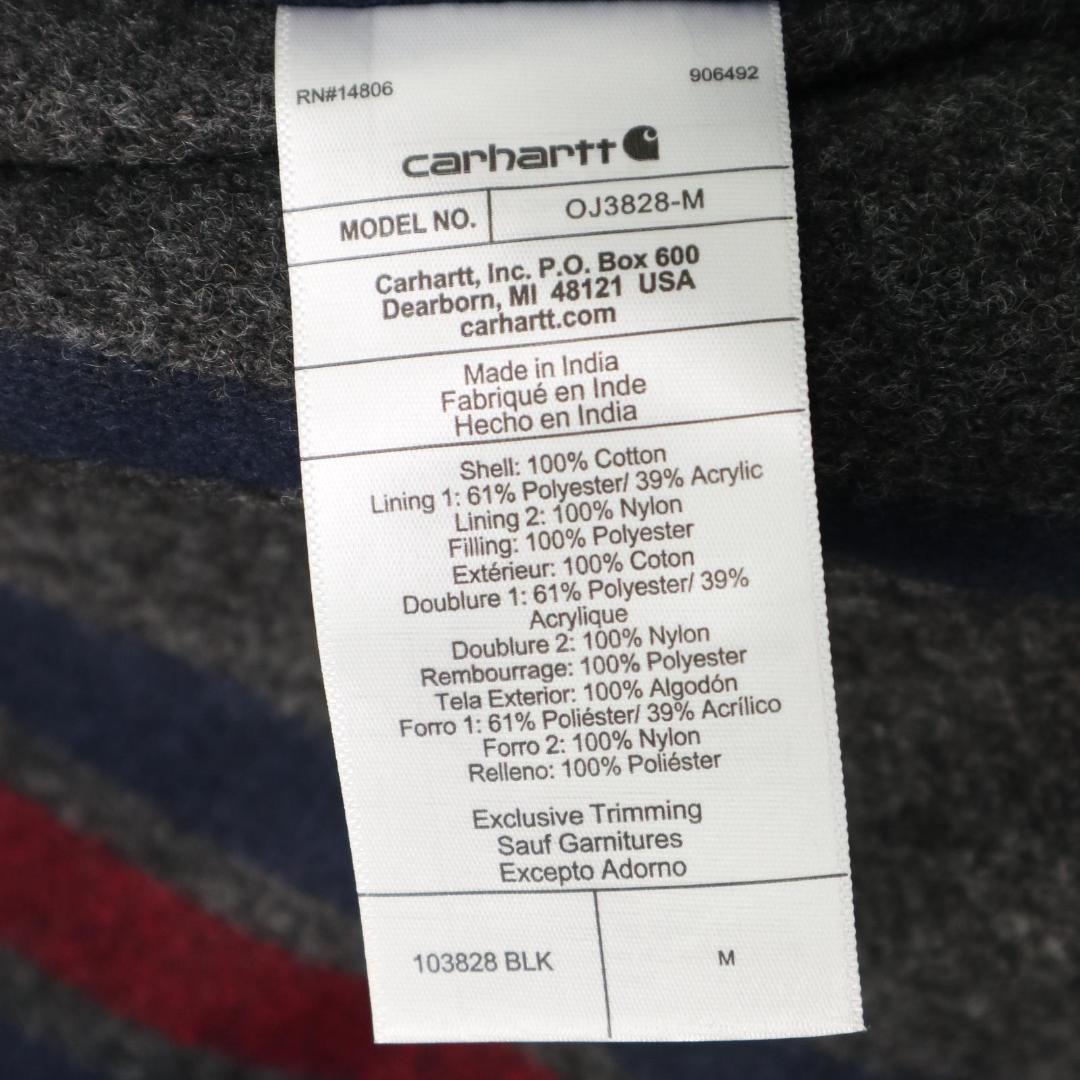 RN#14806 906492
carhartt
MODEL NO. OJ3828-M
Carhartt, Inc. P.O. Box 600
Dearborn, MI 48121 USA
carhartt.com
Made in India
Fabriqué en Inde
Hecho en India
Shell: 100% Cotton
Lining 1: 61% Polyester/ 39% Acrylic
Lining 2: 100% Nylon
Filling: 100% Polyester
Extérieur: 100% Coton
Doublure 1: 61% Polyester/ 39%
Acrylique
Doublure 2: 100% Nylon
Rembourrage: 100% Polyester
Tela Exterior: 100% Algodón
Forro 1: 61% Poliéster/ 39% Acrílico
Forro 2: 100% Nylon
Relleno: 100% Poliéster
Exclusive Trimming
Sauf Garnitures
Excepto Adorno
103828 BLK M